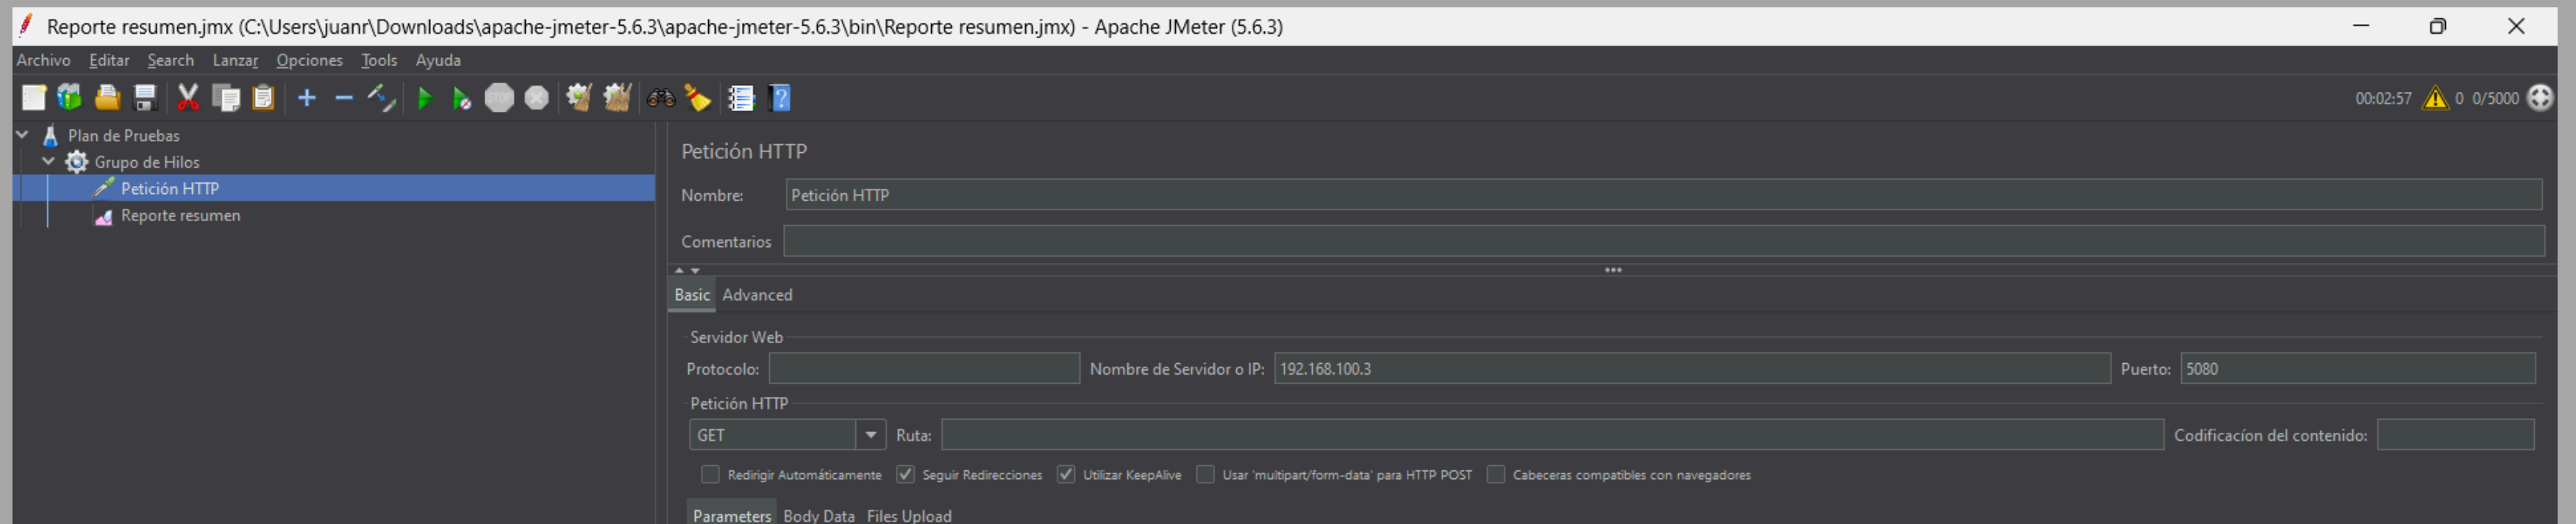 Reporte resumen.jmx (C:\Users\juanr\Downloads\apache-jmeter-5.6.3\apache-jmeter-5.6.3\bin\Reporte resumen.jmx) - Apache JMeter (5.6.3)
Archivo Editar Search Lanzar Opciones Tools Ayuda
00:02:57 0 0/5000
Plan de Pruebas
Grupo de Hilos
Petición HTTP
Reporte resumen
Petición HTTP
Nombre: Petición HTTP
Comentarios
Basic Advanced
Servidor Web
Protocolo: Nombre de Servidor o IP: 192.168.100.3 Puerto: 5080
Petición HTTP
GET Ruta: Codificacíon del contenido:
Redirigir Automáticamente Seguir Redirecciones Utilizar KeepAlive Usar 'multipart/form-data' para HTTP POST Cabeceras compatibles con navegadores
Parameters Body Data Files Upload